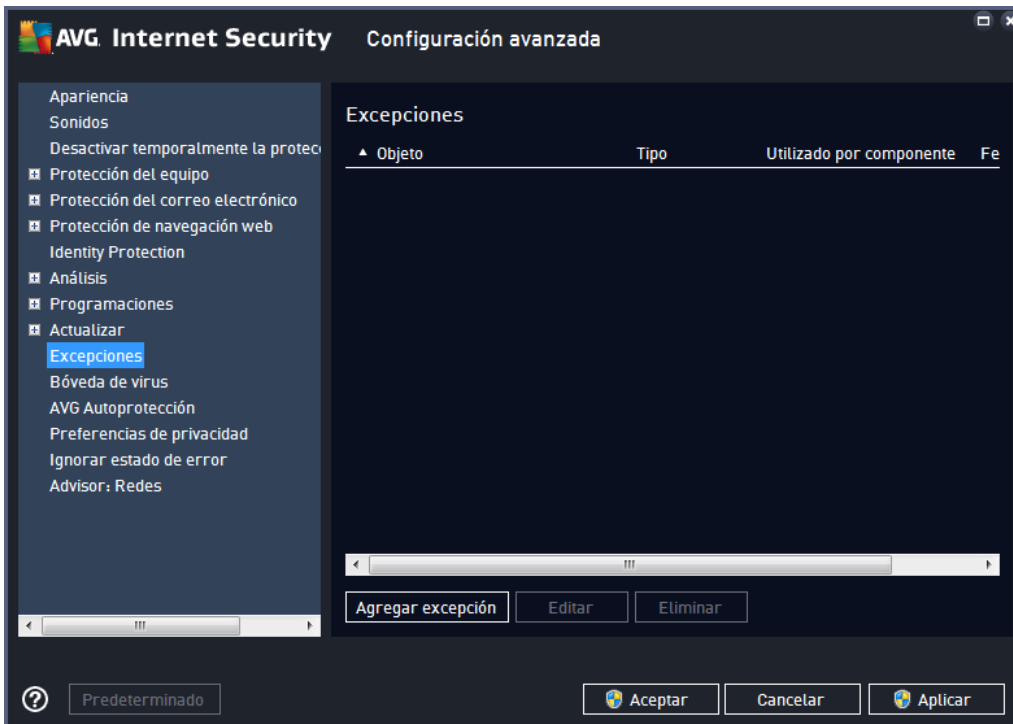 AVG Internet Security Configuración avanzada
Apariencia
Sonidos
Desactivar temporalmente la protec
Protección del equipo
Protección del correo electrónico
Protección de navegación web
Identity Protection
Análisis
Programaciones
Actualizar
Excepciones
Bóveda de virus
AVG Autoprotección
Preferencias de privacidad
Ignorar estado de error
Advisor: Redes
Excepciones
Objeto Tipo Utilizado por componente Fe
Agregar excepción Editar Eliminar
Predeterminado Aceptar Cancelar Aplicar